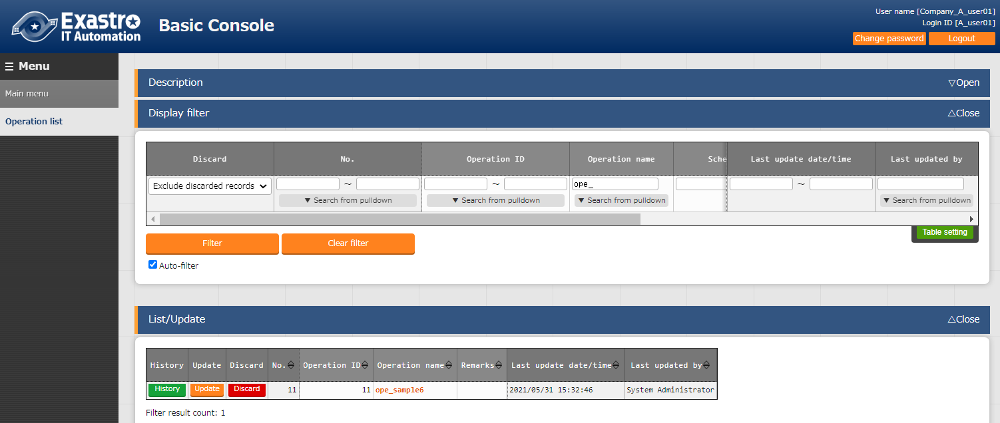 Exastro
IT Automation
Basic Console
User name [Company_A_user01]
Login ID [A_user01]
Change password
Logout
Menu
Main menu
Operation list
Description
▽Open
Display filter
△Close
Discard
No.
Operation ID
Operation name
Sche
Last update date/time
Last updated by
Exclude discarded records
~
~
ope_
~
▼ Search from pulldown
▼ Search from pulldown
▼ Search from pulldown
▼ Search from pulldown
Table setting
Filter
Clear filter
Auto-filter
List/Update
△Close
History
Update
Discard
No.
Operation ID
Operation name
Remarks
Last update date/time
Last updated by
History
Update
Discard
11
11
ope_sample6
2021/05/31 15:32:46
System Administrator
Filter result count: 1